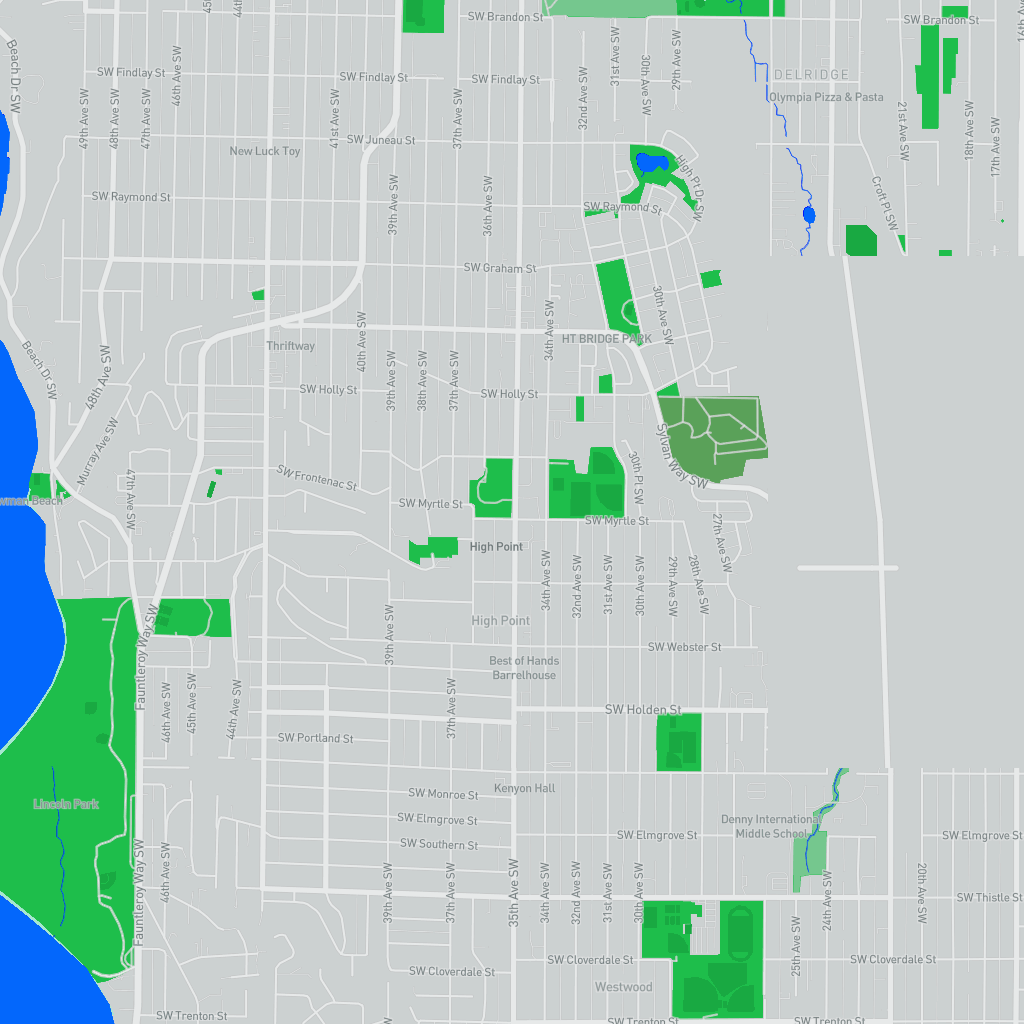 45th
44th
SW Brandon St
SW Brandon St
16th Ave SW
Beach Dr SW
46th Ave SW
31st Ave SW
30th Ave SW
29th Ave SW
SW Findlay St
SW Findlay St
SW Findlay St
DELRIDGE
Olympia Pizza & Pasta
49th Ave SW
48th Ave SW
47th Ave SW
41st Ave SW
37th Ave SW
32nd Ave SW
21st Ave SW
18th Ave SW
17th Ave SW
New Luck Toy
SW Juneau St
High Pt Dr SW
SW Raymond St
39th Ave SW
36th Ave SW
SW Raymond St
Croft Pl SW
SW Graham St
30th Ave SW
34th Ave SW
40th Ave SW
HT BRIDGE PARK
Thriftway
Beach Dr SW
48th Ave SW
39th Ave SW
38th Ave SW
37th Ave SW
SW Holly St
SW Holly St
Murray Ave SW
Sylvan Way SW
30th Pl SW
47th Ave SW
SW Frontenac St
SW Myrtle St
SW Myrtle St
27th Ave SW
High Point
34th Ave SW
32nd Ave SW
31st Ave SW
30th Ave SW
29th Ave SW
28th Ave SW
High Point
39th Ave SW
Fauntleroy Way SW
SW Webster St
Best of Hands
Barrelhouse
46th Ave SW
45th Ave SW
44th Ave SW
37th Ave SW
SW Holden St
SW Portland St
Kenyon Hall
SW Monroe St
Lincoln Park
SW Elmgrove St
Denny International
Middle School
SW Elmgrove St
SW Elmgrove St
SW Southern St
Fauntleroy Way SW
46th Ave SW
39th Ave SW
37th Ave SW
35th Ave SW
34th Ave SW
32nd Ave SW
31st Ave SW
30th Ave SW
24th Ave SW
20th Ave SW
SW Thistle St
25th Ave SW
SW Cloverdale St
SW Cloverdale St
SW Cloverdale St
Westwood
SW Trenton St
SW Trenton St
SW Trenton St